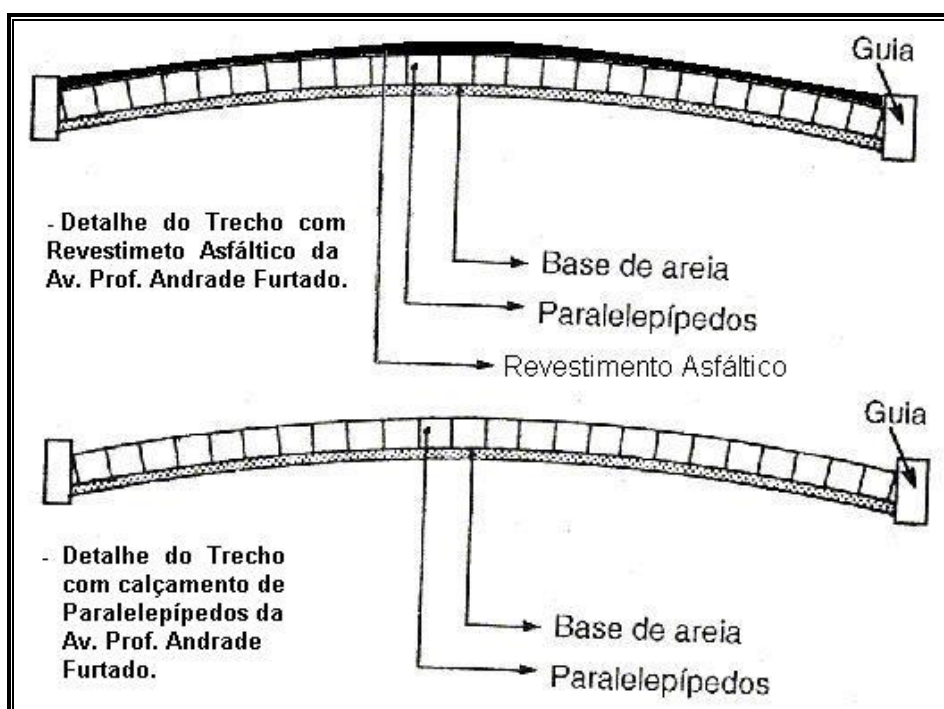 Guia
- Detalhe do Trecho com
Revestimeto Asfáltico da
Av. Prof. Andrade Furtado.
Base de areia
Paralelepípedos
Revestimento Asfáltico
Guia
- Detalhe do Trecho
com calçamento de
Paralelepípedos da
Av. Prof. Andrade
Furtado.
Base de areia
Paralelepípedos